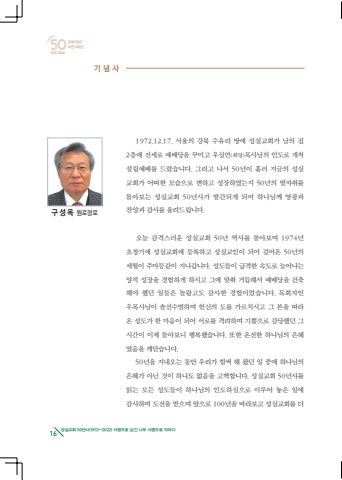 50
기 념 사
1972.12.17. 서울의 강북 수유리 땅에 성실교회가 남의 집
2층에 전세로 예배당을 꾸미고 우실언(희영)목사님의 인도로 개척
설립예배를 드렸습니다. 그리고 나서 50년이 흘러 지금의 성실
교회가 어떠한 모습으로 변하고 성장하였는지 50년의 발자취를
돌아보는 성실교회 50년사가 발간되게 되어 하나님께 영광과
찬양과 감사를 올려드립니다.
구성옥 원로장로
오늘 감격스러운 성실교회 50년 역사를 돌아보며 1974년
초창기에 성실교회에 등록하고 성실교인이 되어 걸어온 50년의
세월이 주마등같이 지나갑니다. 성도들이 급격한 속도로 늘어나는
양적 성장을 경험하게 하시고 그에 맞춰 거듭해서 예배당을 건축
해야 했던 일들은 놀랍고도 감사한 경험이었습니다. 목회자인
우목사님이 솔선수범하며 헌신의 도를 가르치시고 그 본을 따라
온 성도가 한 마음이 되어 서로를 격려하며 기쁨으로 감당했던 그
시간이 이제 돌아보니 행복했습니다. 또한 온전한 하나님의 은혜
였음을 깨닫습니다.
50년을 지내오는 동안 우리가 힘써 해 왔던 일 중에 하나님의
은혜가 아닌 것이 하나도 없음을 고백합니다. 성실교회 50년사를
읽는 모든 성도들이 하나님의 인도하심으로 이루어 놓은 일에
감사하며 도전을 받으며 앞으로 100년을 바라보고 성실교회를 더
16 성실교회 50년사(1972~2022) 사랑으로 심긴 나무 사명으로 피어나